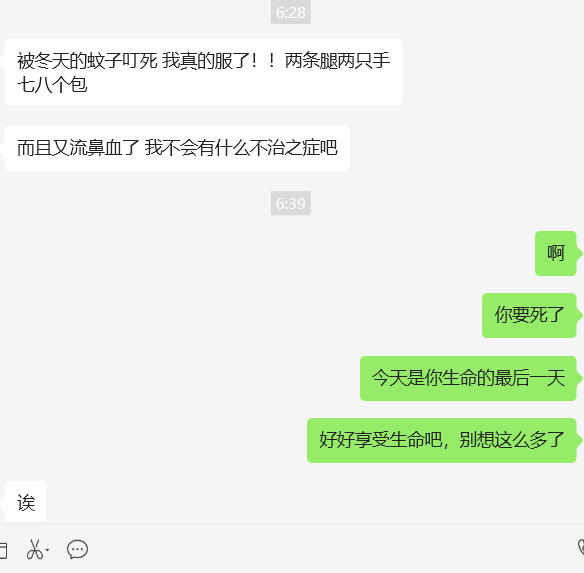 6:28
被冬天的蚊子叮死 我真的服了！！两条腿两只手
七八个包
而且又流鼻血了 我不会有什么不治之症吧
6:39
啊
你要死了
今天是你生命的最后一天
好好享受生命吧，别想这么多了
诶